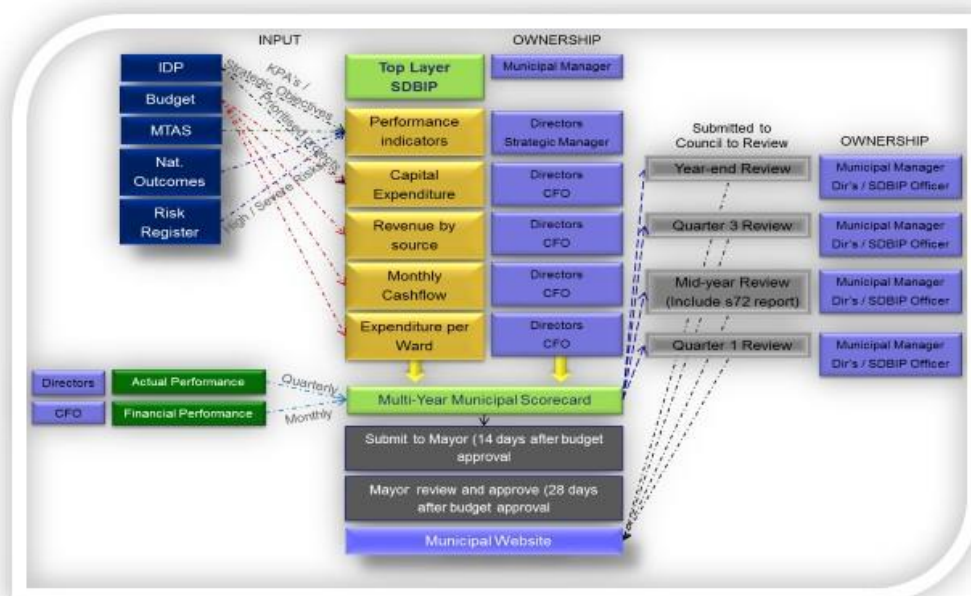 INPUT
OWNERSHIP
IDP
Budget
MTAS
Nat.
Outcomes
Risk
Register
KPA's /
Strategic Objectives
Prioritised projects
High / Severe Risks
Top Layer
SDBIP
Municipal Manager
Performance
indicators
Directors
Strategic Manager
Capital
Expenditure
Directors
CFO
Revenue by
source
Directors
CFO
Monthly
Cashflow
Directors
CFO
Expenditure per
Ward
Directors
CFO
Submitted to
Council to Review
OWNERSHIP
Year-end Review
Municipal Manager
Dir's / SDBIP Officer
Quarter 3 Review
Municipal Manager
Dir's / SDBIP Officer
Mid-year Review
(Include s72 report)
Municipal Manager
Dir's / SDBIP Officer
Quarter 1 Review
Municipal Manager
Dir's / SDBIP Officer
Directors
Actual Performance
Quarterly
CFO
Financial Performance
Monthly
Multi-Year Municipal Scorecard
Submit to Mayor (14 days after budget
approval
Mayor review and approve (28 days
after budget approval
Municipal Website